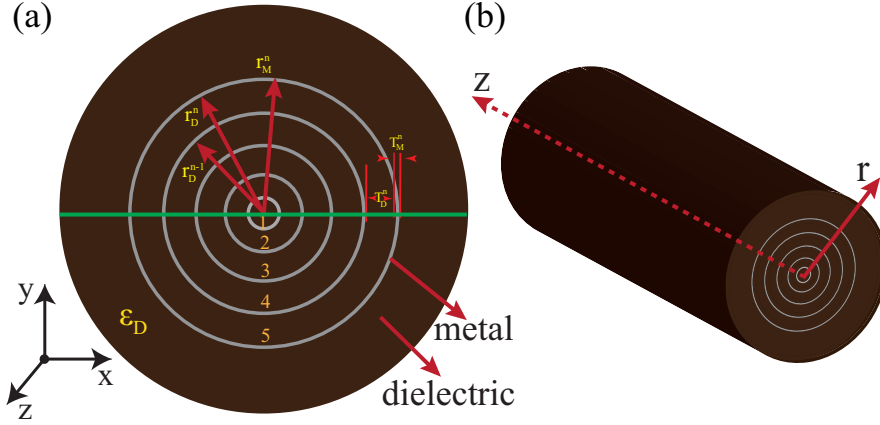 (a)
(b)
r_M^n
r_D^n
r_D^{n-1}
T_M^n
T_D^n
1
2
3
4
5
ε_D
y
x
z
metal
dielectric
z
r